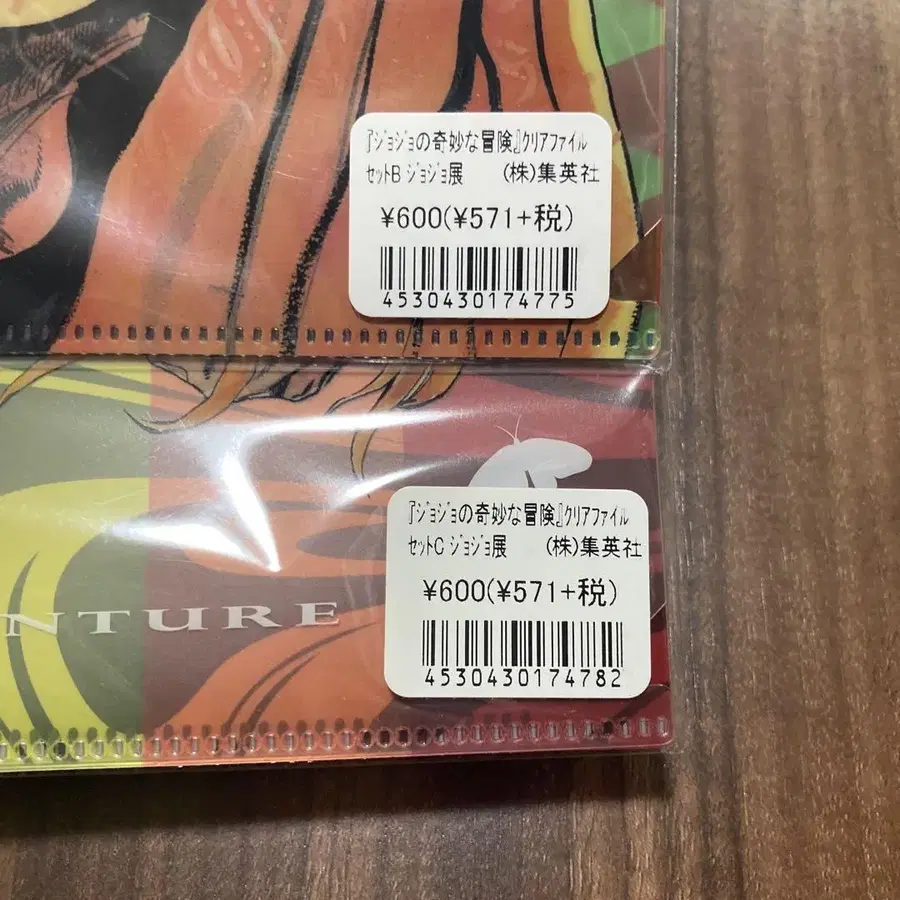 『ｼﾞｮｼﾞｮの奇妙な冒険』ｸﾘｱﾌｧｲﾙ
ｾｯﾄB ｼﾞｮｼﾞｮ展　(株)集英社
¥600(¥571+税)
4530430174775
『ｼﾞｮｼﾞｮの奇妙な冒険』ｸﾘｱﾌｧｲﾙ
ｾｯﾄC ｼﾞｮｼﾞｮ展　(株)集英社
¥600(¥571+税)
4530430174782
NTURE